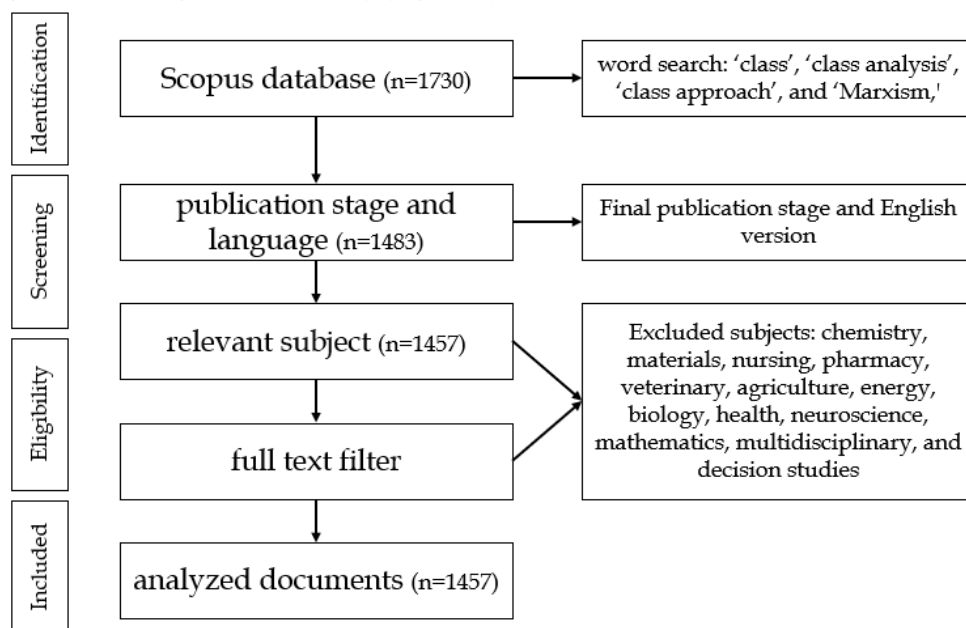 Identification
Scopus database (n=1730)
word search: ‘class’, ‘class analysis’,
‘class approach’, and ‘Marxism,'
Screening
publication stage and
language (n=1483)
Final publication stage and English
version
Eligibility
relevant subject (n=1457)
full text filter
Excluded subjects: chemistry,
materials, nursing, pharmacy,
veterinary, agriculture, energy,
biology, health, neuroscience,
mathematics, multidisciplinary, and
decision studies
Included
analyzed documents (n=1457)